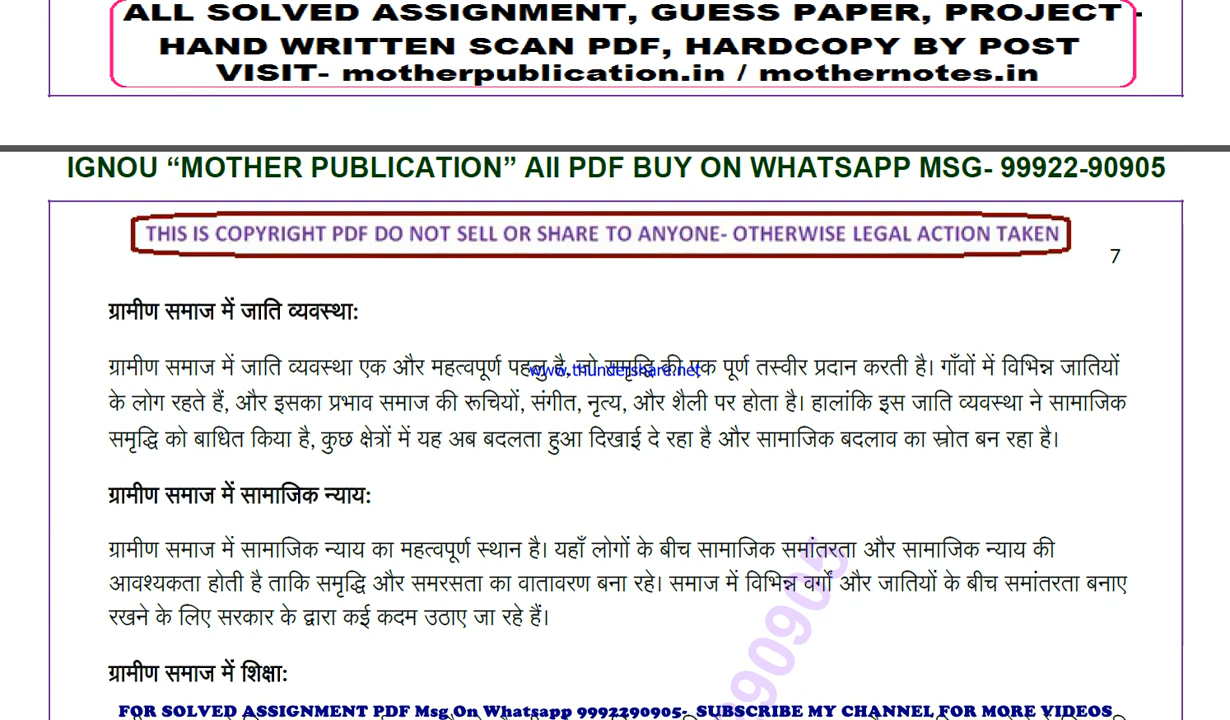 ALL SOLVED ASSIGNMENT, GUESS PAPER, PROJECT -
HAND WRITTEN SCAN PDF, HARDCOPY BY POST
VISIT- motherpublication.in / mothernotes.in
IGNOU “MOTHER PUBLICATION” All PDF BUY ON WHATSAPP MSG- 99922-90905
THIS IS COPYRIGHT PDF DO NOT SELL OR SHARE TO ANYONE- OTHERWISE LEGAL ACTION TAKEN
7
ग्रामीण समाज में जाति व्यवस्था:
ग्रामीण समाज में जाति व्यवस्था एक और महत्वपूर्ण पहलु है, जो समृद्धि की एक पूर्ण तस्वीर प्रदान करती है। गाँवों में विभिन्न जातियों
www.thundershare.net
के लोग रहते हैं, और इसका प्रभाव समाज की रूचियों, संगीत, नृत्य, और शैली पर होता है। हालांकि इस जाति व्यवस्था ने सामाजिक
समृद्धि को बाधित किया है, कुछ क्षेत्रों में यह अब बदलता हुआ दिखाई दे रहा है और सामाजिक बदलाव का स्रोत बन रहा है।
ग्रामीण समाज में सामाजिक न्याय:
ग्रामीण समाज में सामाजिक न्याय का महत्वपूर्ण स्थान है। यहाँ लोगों के बीच सामाजिक समांतरता और सामाजिक न्याय की
आवश्यकता होती है ताकि समृद्धि और समरसता का वातावरण बना रहे। समाज में विभिन्न वर्गों और जातियों के बीच समांतरता बनाए
रखने के लिए सरकार के द्वारा कई कदम उठाए जा रहे हैं।
90905
ग्रामीण समाज में शिक्षा:
FOR SOLVED ASSIGNMENT PDF Msg On Whatsapp 9992290905- SUBSCRIBE MY CHANNEL FOR MORE VIDEOS